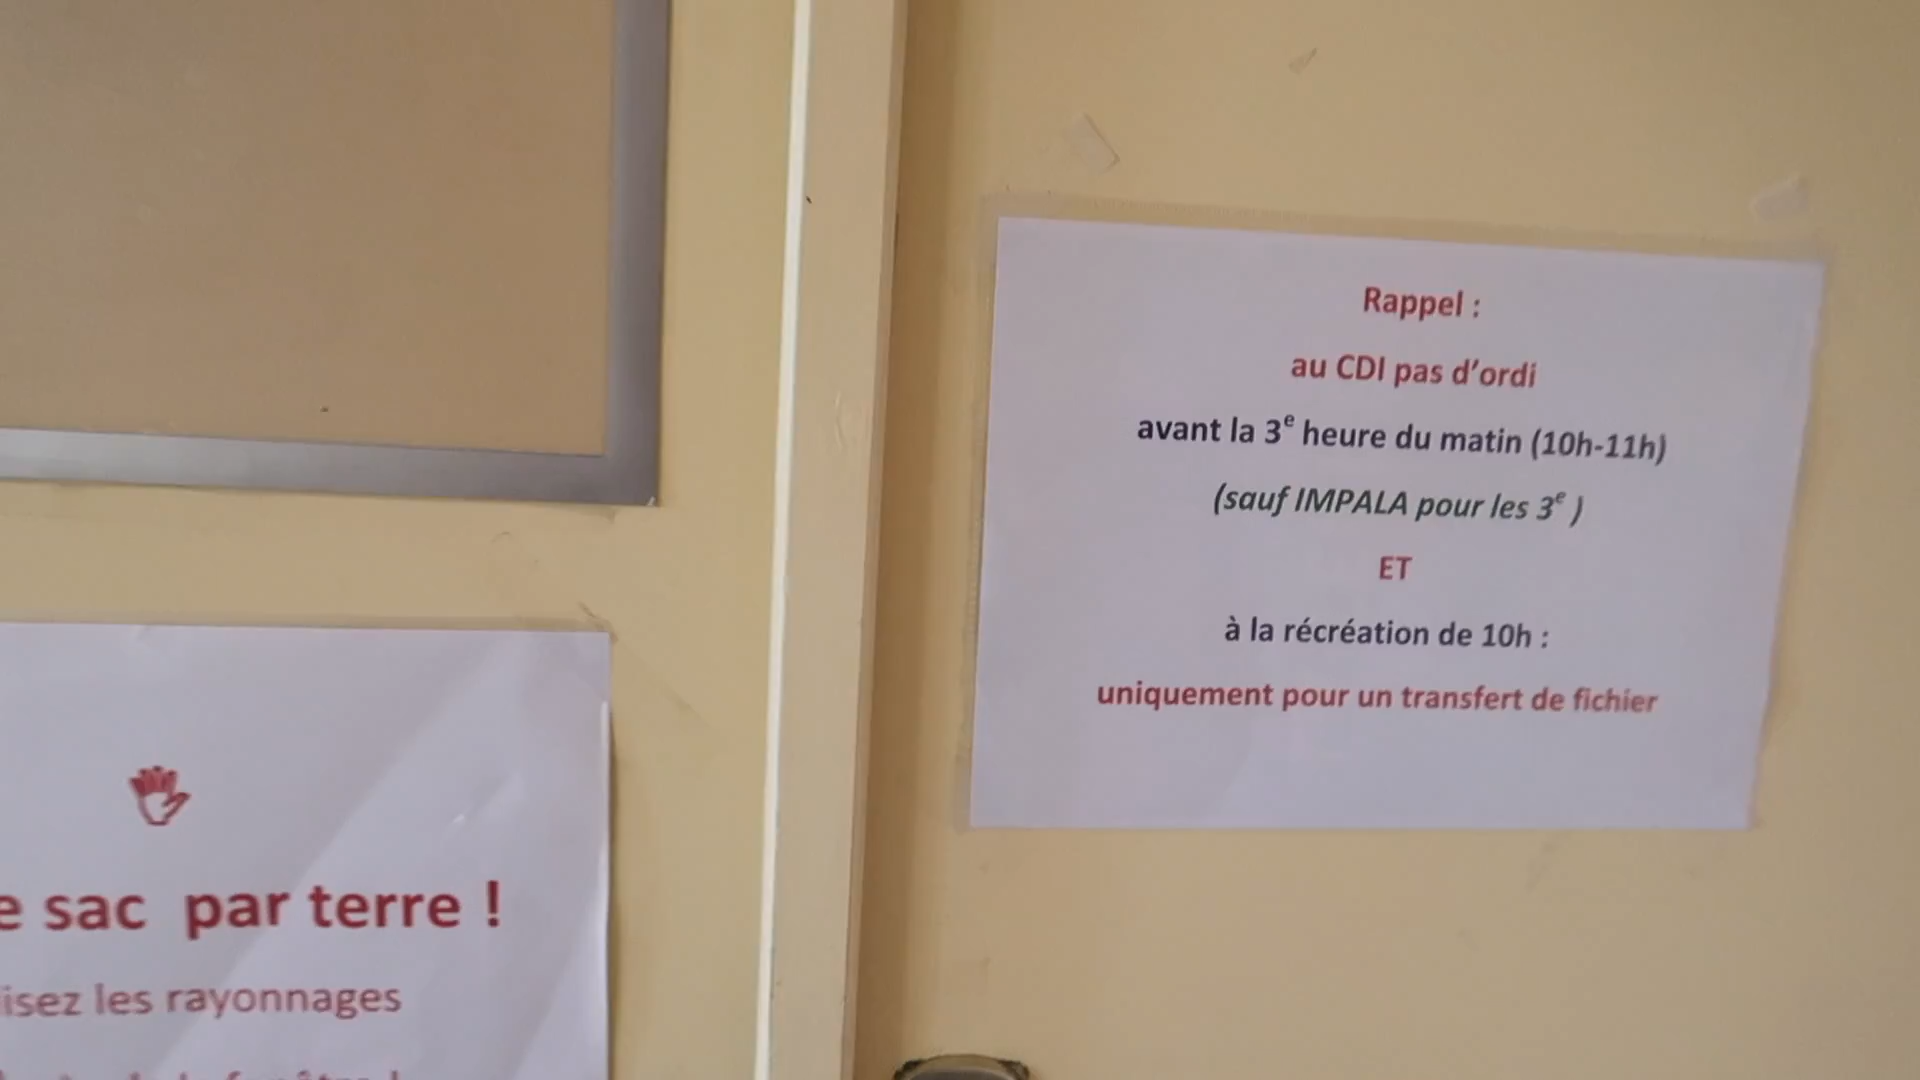 Rappel :
au CDI pas d'ordi
avant la 3e heure du matin (10h-11h)
(sauf IMPALA pour les 3e )
ET
à la récréation de 10h :
uniquement pour un transfert de fichier
sac par terre !
les rayonnages